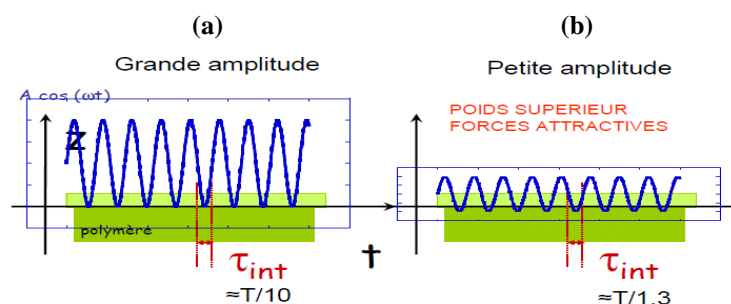 (a)
(b)
Grande amplitude
Petite amplitude
A cos (ωt)
POIDS SUPERIEUR
FORCES ATTRACTIVES
Z
polymère
t
τint
τint
≈T/10
≈T/1.3